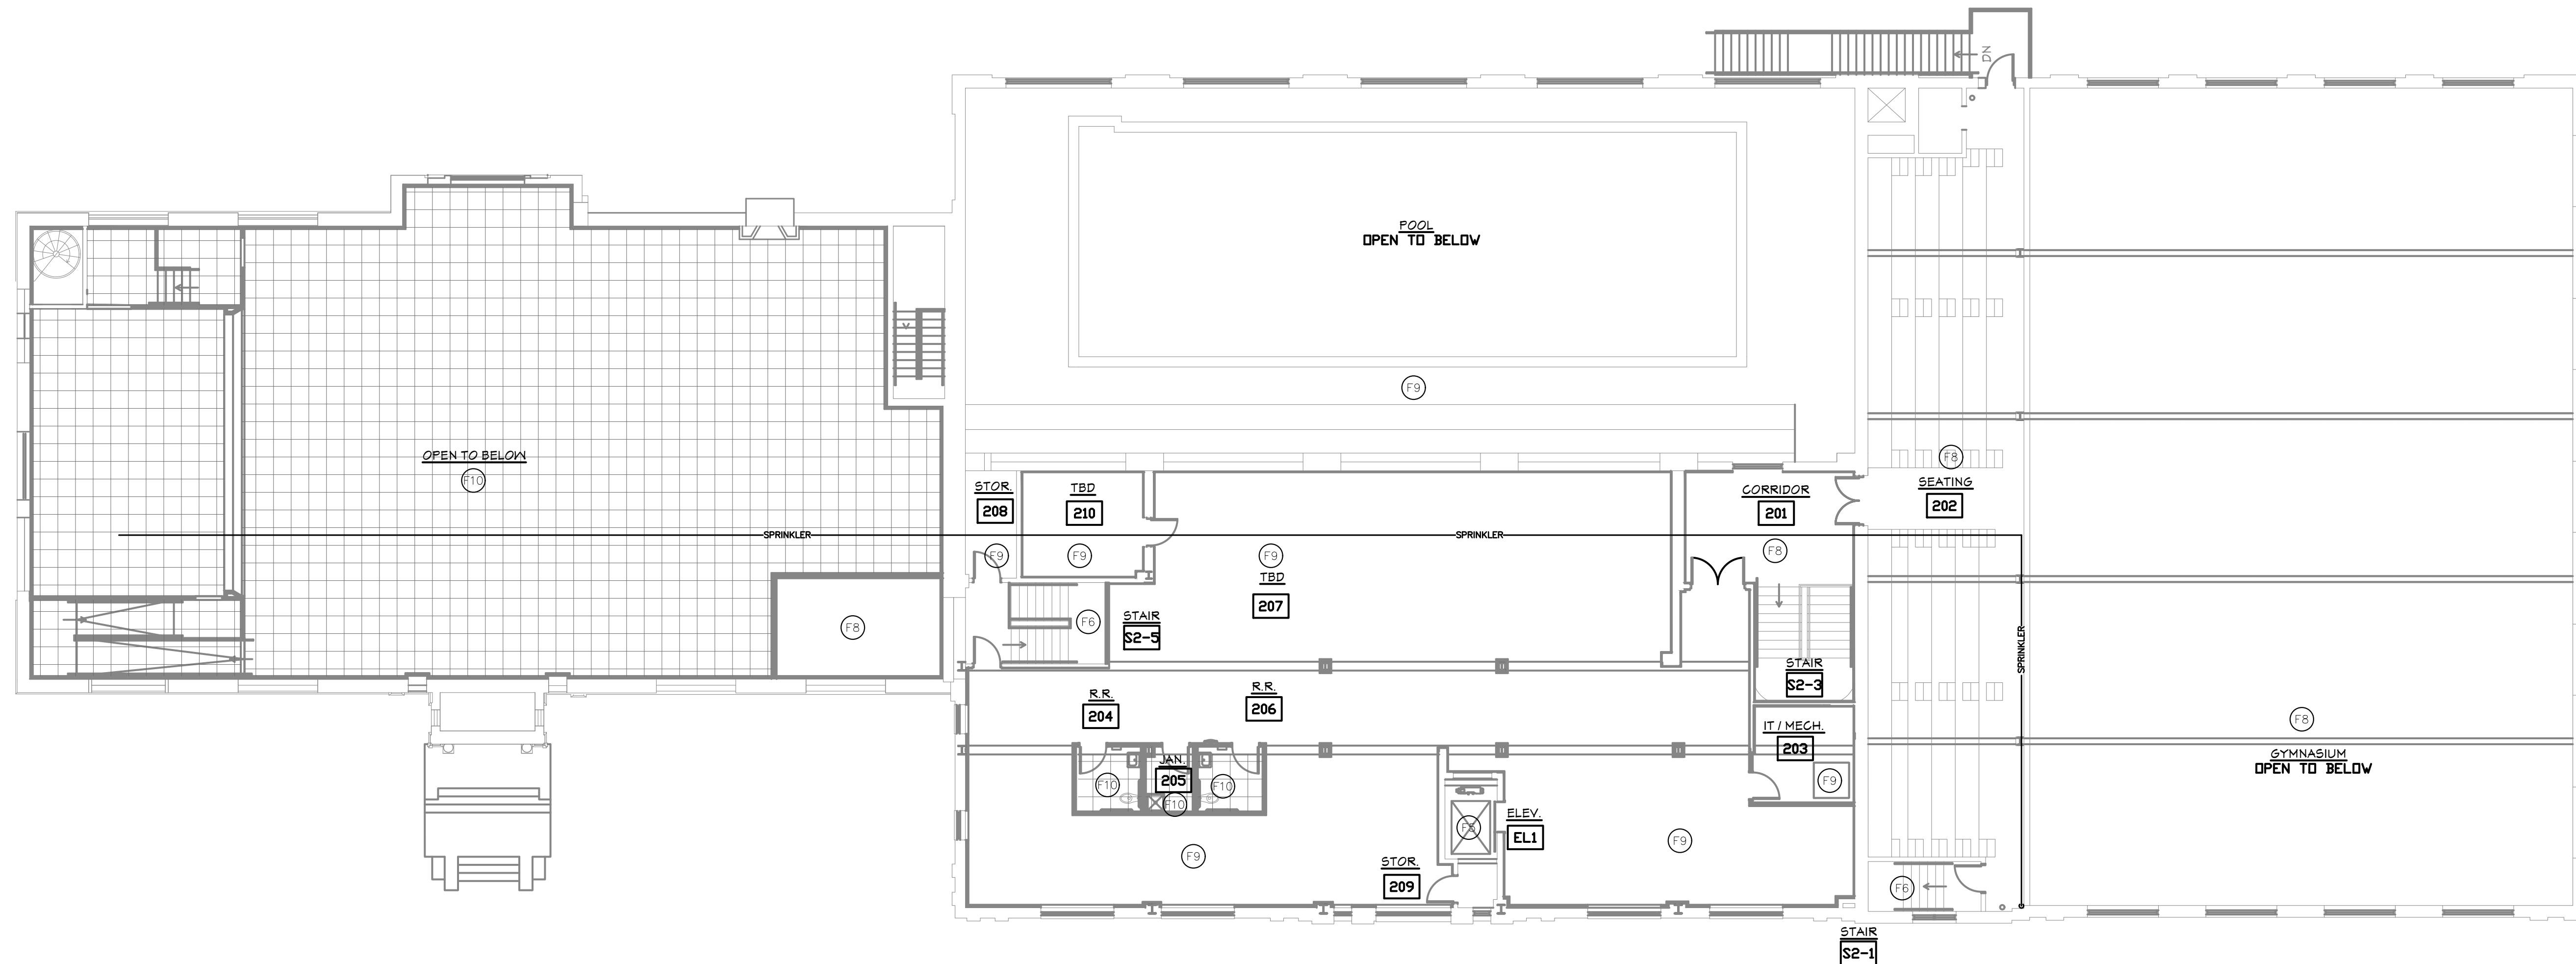 DN
POOL
OPEN TO BELOW
F9
OPEN TO BELOW
F10
F8
SEATING
202
STOR.
208
TBD
210
CORRIDOR
201
SPRINKLER
SPRINKLER
F9
F9
F9
F8
TBD
207
F8
F6
STAIR
S2-5
SPRINKLER
STAIR
S2-3
R.R.
204
R.R.
206
IT / MECH.
203
F8
GYMNASIUM
OPEN TO BELOW
JAN.
205
F10
F10
F10
F9
ELEV.
EL1
F9
F9
STOR.
209
F6
STAIR
S2-1